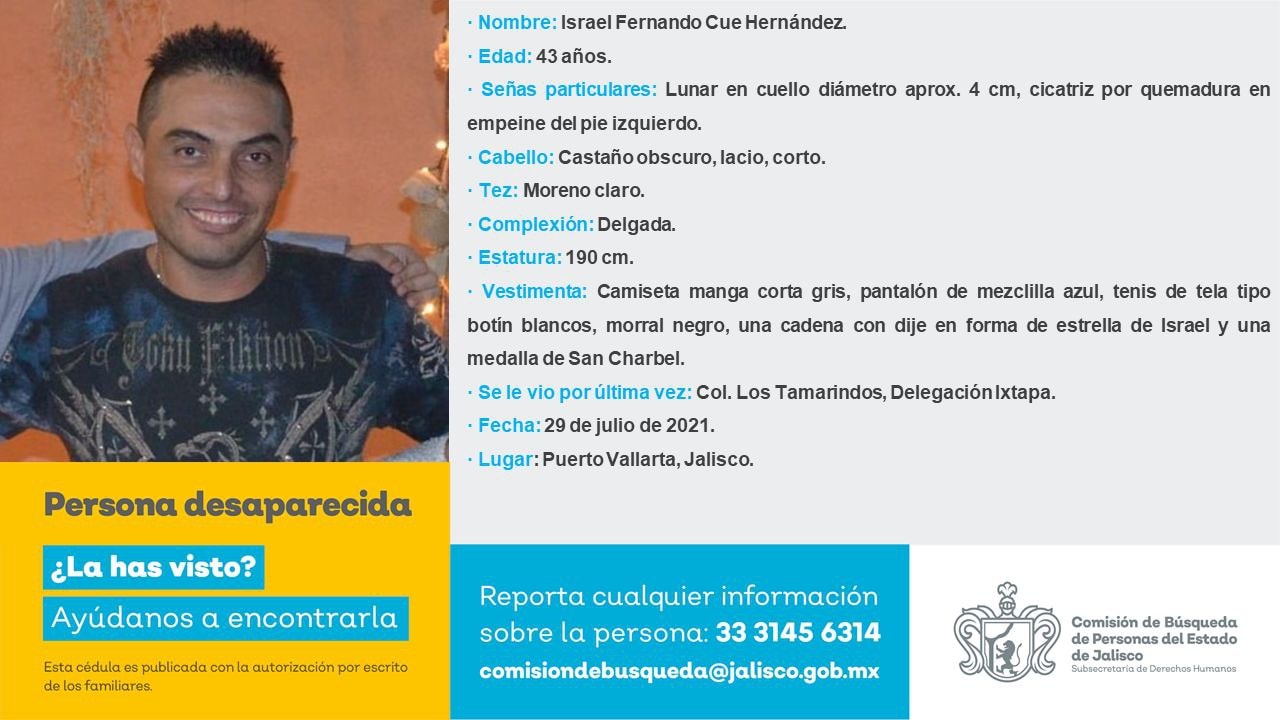 · Nombre: Israel Fernando Cue Hernández.
· Edad: 43 años.
· Señas particulares: Lunar en cuello diámetro aprox. 4 cm, cicatriz por quemadura en
empeine del pie izquierdo.
· Cabello: Castaño obscuro, lacio, corto.
· Tez: Moreno claro.
· Complexión: Delgada.
· Estatura: 190 cm.
· Vestimenta: Camiseta manga corta gris, pantalón de mezclilla azul, tenis de tela tipo
botín blancos, morral negro, una cadena con dije en forma de estrella de Israel y una
medalla de San Charbel.
· Se le vio por última vez: Col. Los Tamarindos, Delegación Ixtapa.
· Fecha: 29 de julio de 2021.
· Lugar: Puerto Vallarta, Jalisco.
Tohu Fiktion
Persona desaparecida
¿La has visto?
Ayúdanos a encontrarla
Esta cédula es publicada con la autorización por escrito
de los familiares.
Reporta cualquier información
sobre la persona: 33 3145 6314
comisiondebusqueda@jalisco.gob.mx
Comisión de Búsqueda
de Personas del Estado
de Jalisco
Subsecretaría de Derechos Humanos